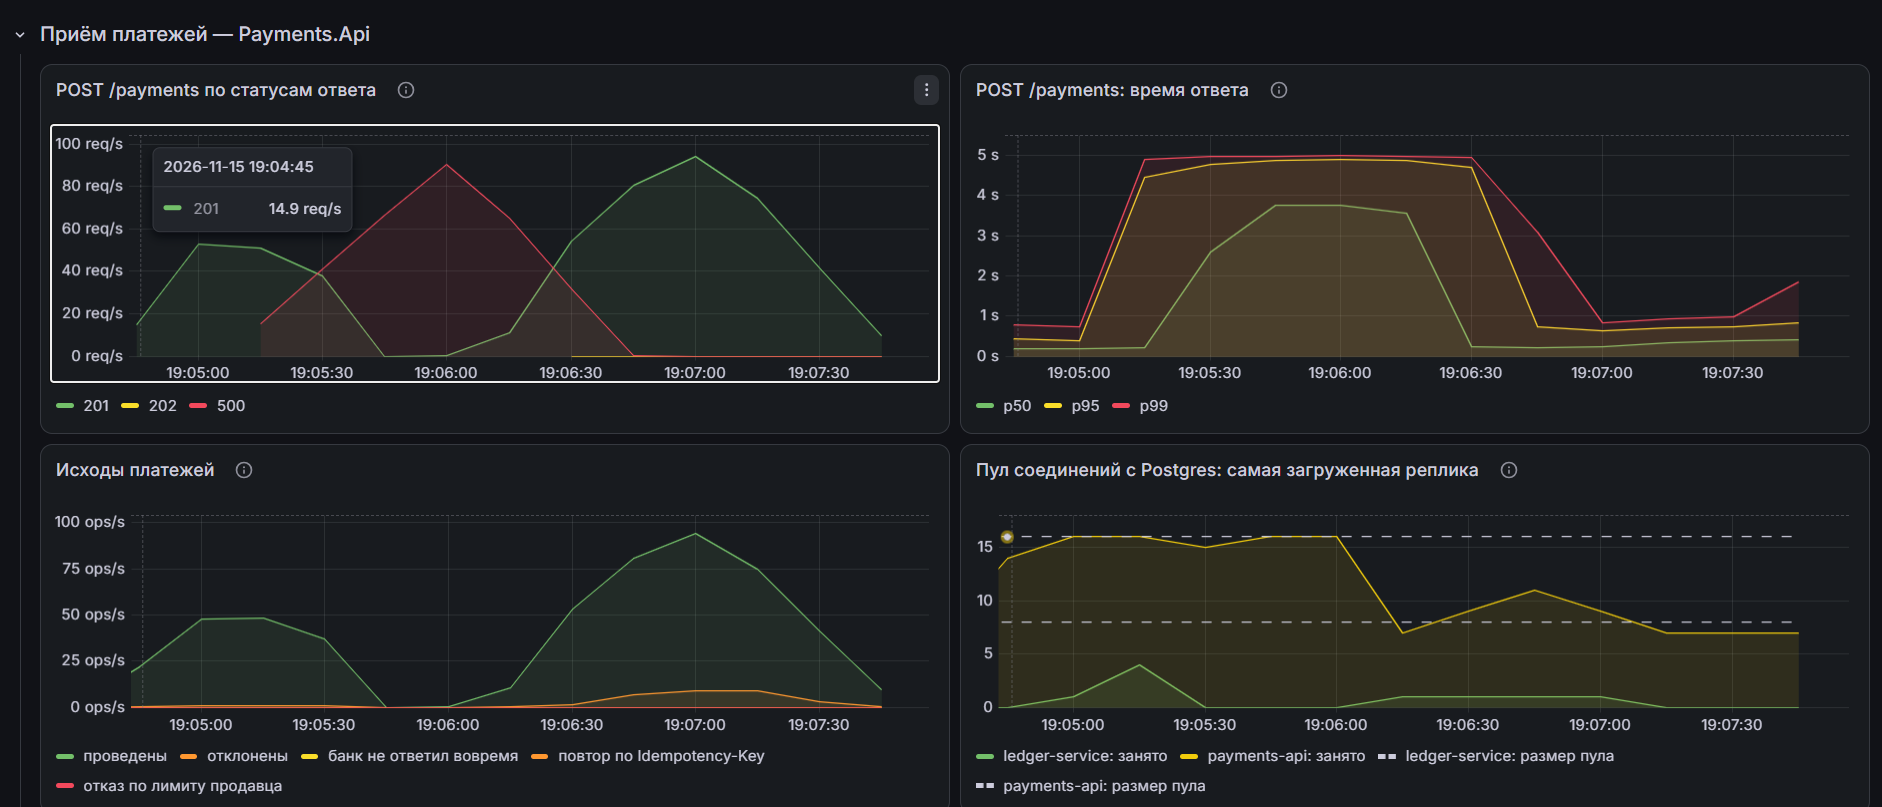 Приём платежей — Payments.Api
POST /payments по статусам ответа
100 req/s
80 req/s
60 req/s
40 req/s
20 req/s
0 req/s
2026-11-15 19:04:45
201 14.9 req/s
19:05:00 19:05:30 19:06:00 19:06:30 19:07:00 19:07:30
201 202 500
POST /payments: время ответа
5 s
4 s
3 s
2 s
1 s
0 s
19:05:00 19:05:30 19:06:00 19:06:30 19:07:00 19:07:30
p50 p95 p99
Исходы платежей
100 ops/s
75 ops/s
50 ops/s
25 ops/s
0 ops/s
19:05:00 19:05:30 19:06:00 19:06:30 19:07:00 19:07:30
проведены отклонены банк не ответил вовремя повтор по Idempotency-Key
отказ по лимиту продавца
Пул соединений с Postgres: самая загруженная реплика
15
10
5
0
19:05:00 19:05:30 19:06:00 19:06:30 19:07:00 19:07:30
ledger-service: занято payments-api: занято ledger-service: размер пула
payments-api: размер пула